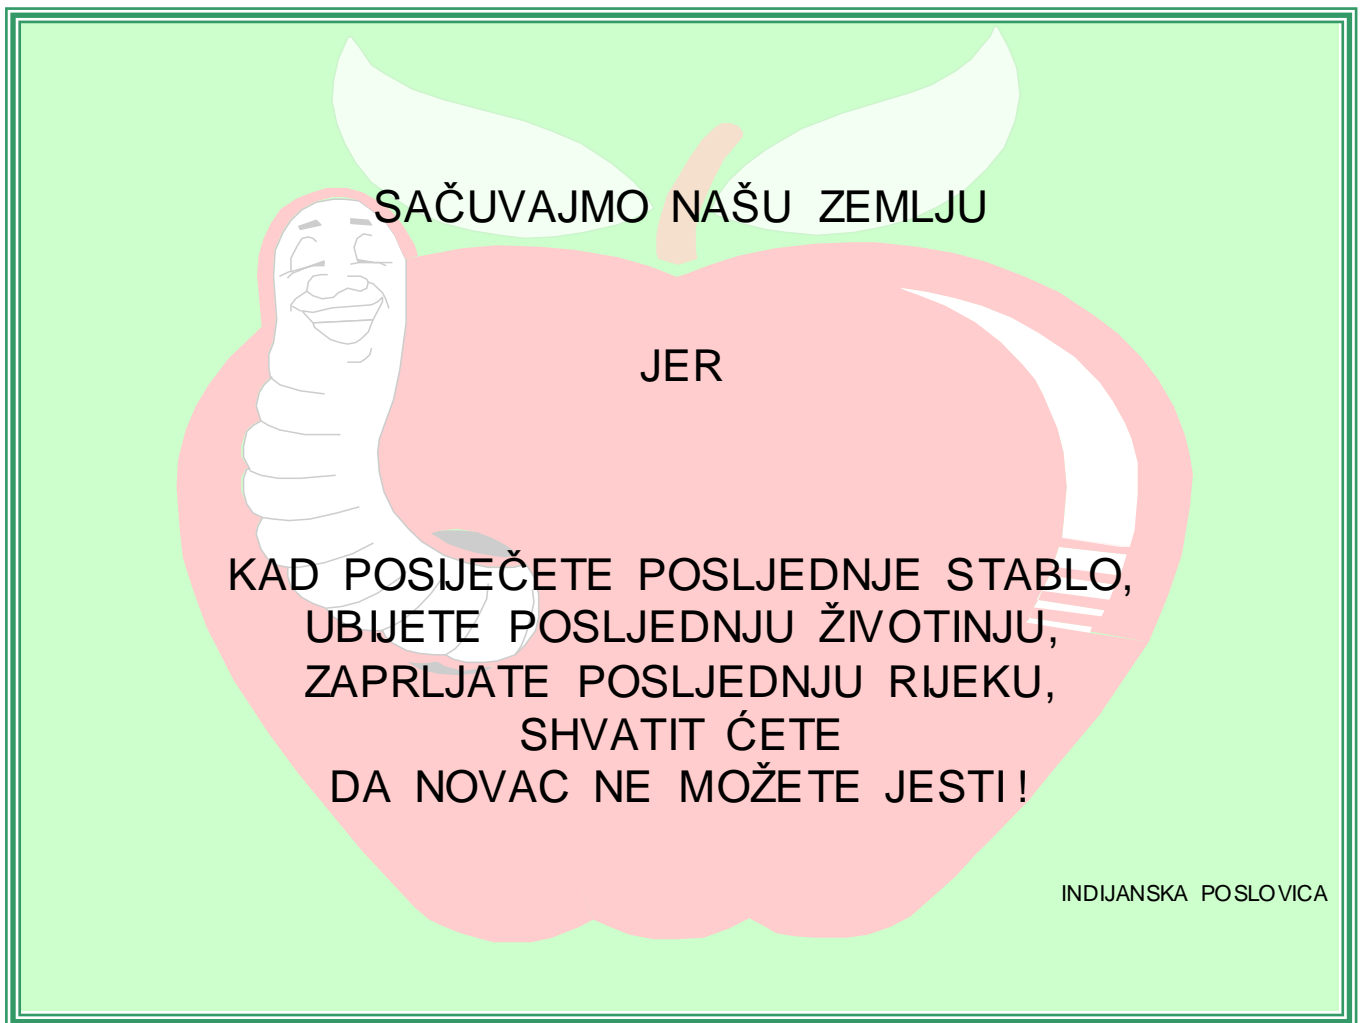 SAČUVAJMO NAŠU ZEMLJU
JER
KAD POSIJEČETE POSLJEDNJE STABLO,
UBIJETE POSLJEDNJU ŽIVOTINJU,
ZAPRLJATE POSLJEDNJU RIJEKU,
SHVATIT ĆETE
DA NOVAC NE MOŽETE JESTI !
INDIJANSKA POSLOVICA